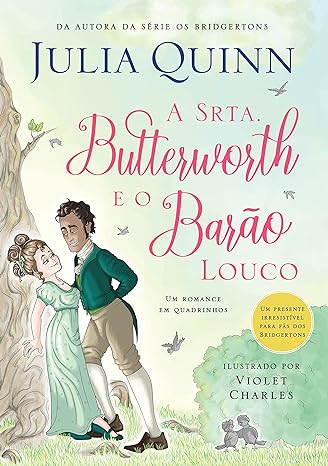 DA AUTORA DA SÉRIE OS BRIDGERTONS
JULIA QUINN
A SRTA.
Butterworth
E O
Barão
LOUCO
UM ROMANCE
EM QUADRINHOS
UM PRESENTE
IRRESISTÍVEL
PARA FÃS DOS
BRIDGERTONS
ILUSTRADO POR
VIOLET
CHARLES